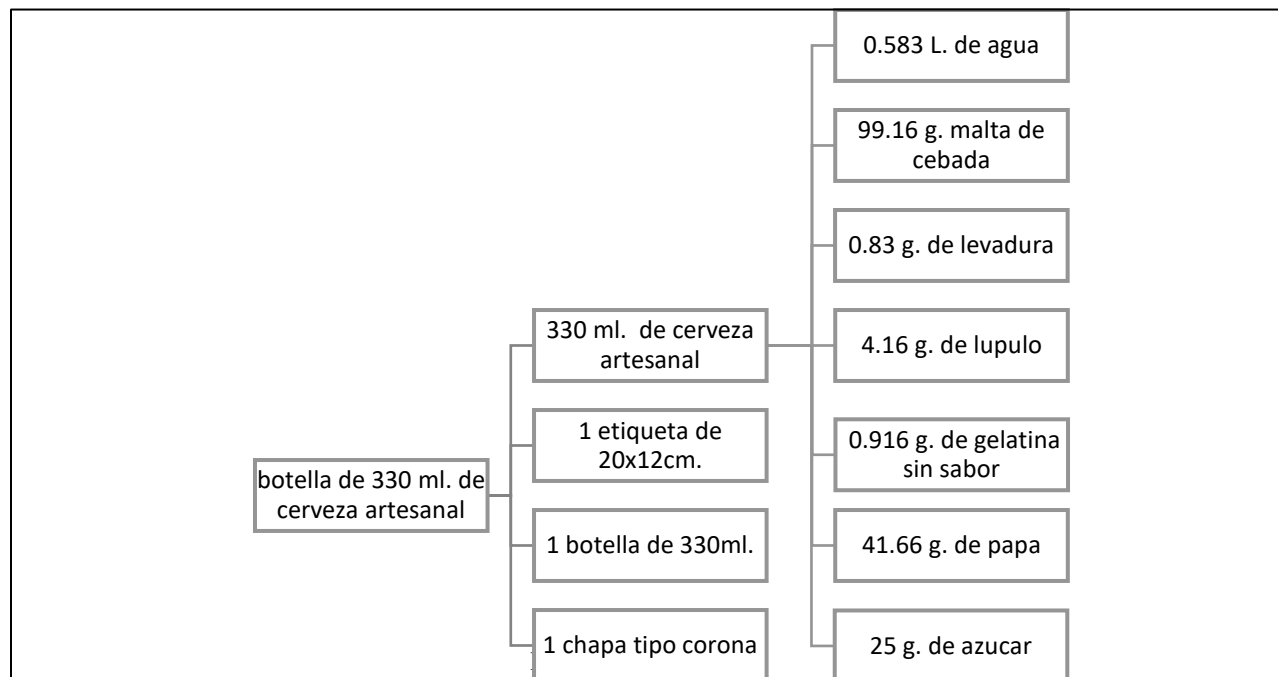 botella de 330 ml. de
cerveza artesanal
330 ml. de cerveza
artesanal
1 etiqueta de
20x12cm.
1 botella de 330ml.
1 chapa tipo corona
0.583 L. de agua
99.16 g. malta de
cebada
0.83 g. de levadura
4.16 g. de lupulo
0.916 g. de gelatina
sin sabor
41.66 g. de papa
25 g. de azucar